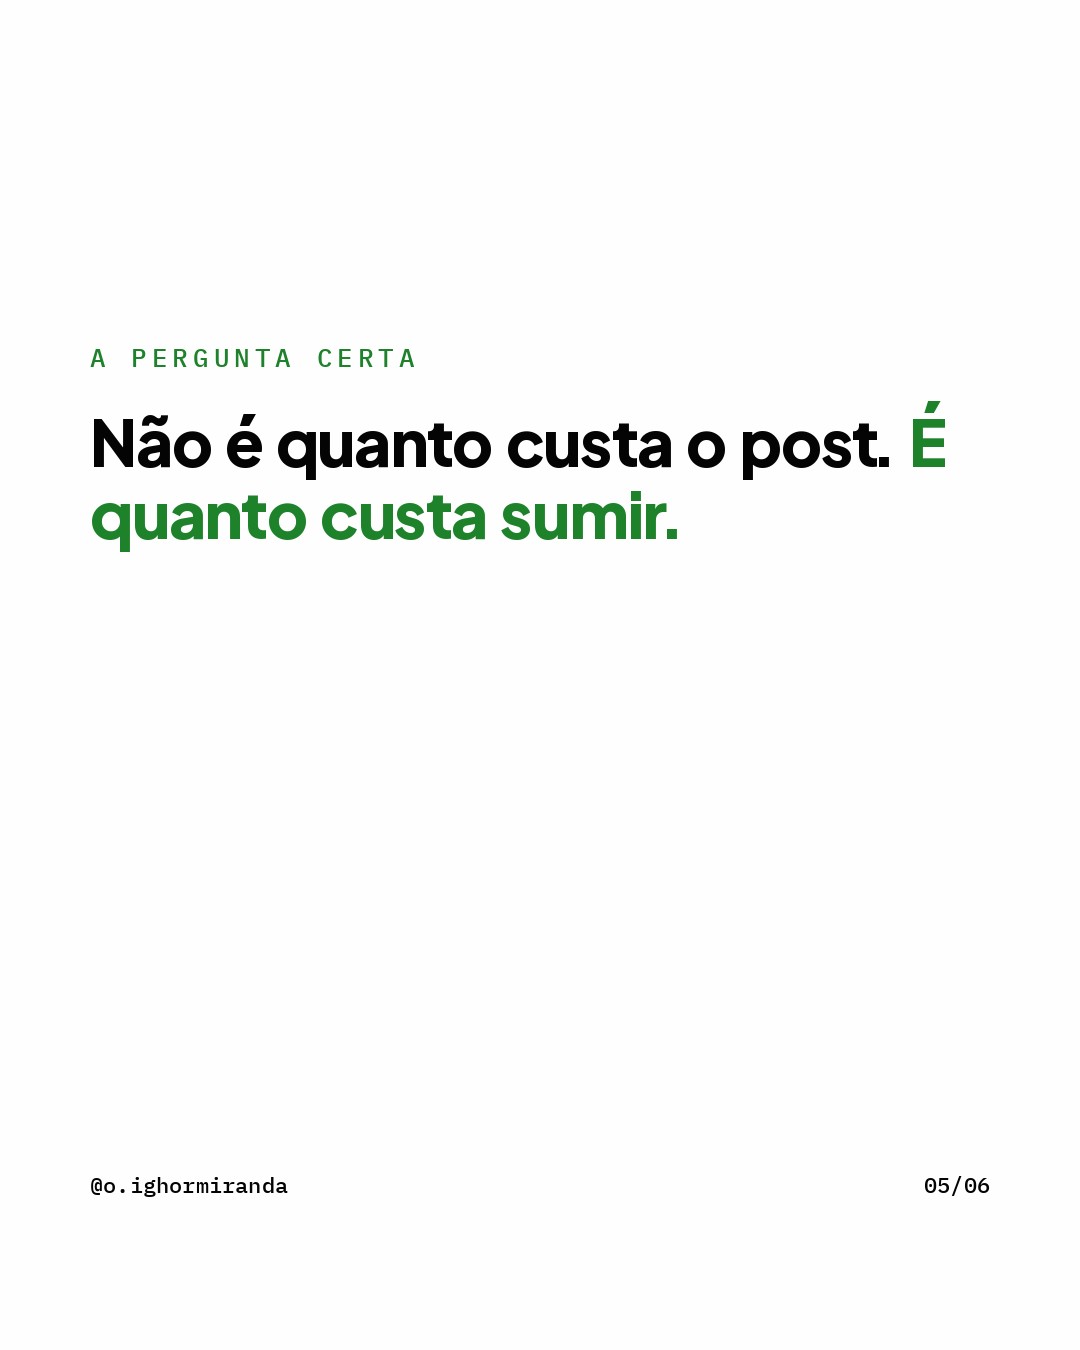 A PERGUNTA CERTA
Não é quanto custa o post. É
quanto custa sumir.
@o.ighormiranda
05/06